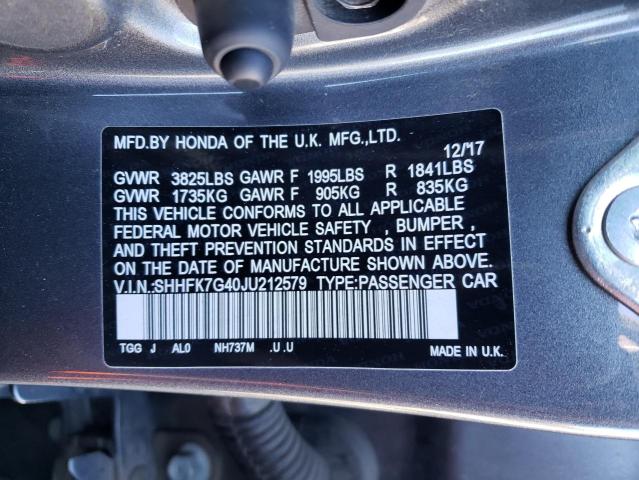 MFD.BY HONDA OF THE U.K. MFG.,LTD.
12/17
GVWR 3825LBS GAWR F 1995LBS R 1841LBS
GVWR 1735KG GAWR F 905KG R 835KG
THIS VEHICLE CONFORMS TO ALL APPLICABLE
FEDERAL MOTOR VEHICLE SAFETY , BUMPER ,
AND THEFT PREVENTION STANDARDS IN EFFECT
ON THE DATE OF MANUFACTURE SHOWN ABOVE.
V.I.N:SHHFK7G40JU212579 TYPE:PASSENGER CAR
TGG J AL0 NH737M .U.U MADE IN U.K.